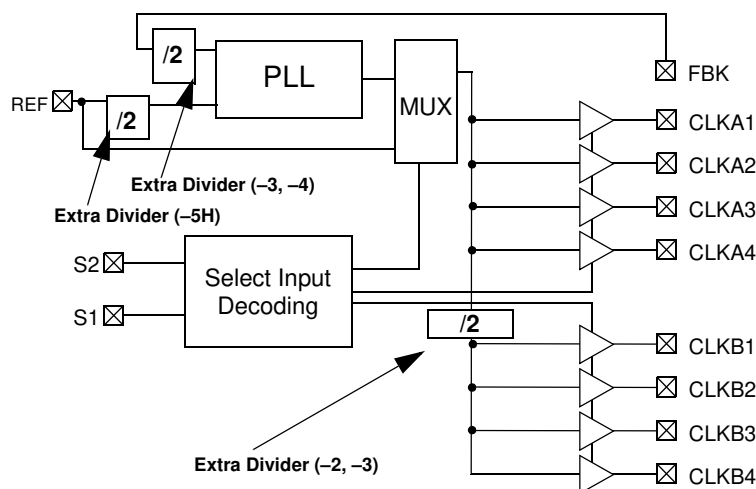 /2
PLL
FBK
REF
/2
MUX
CLKA1
CLKA2
Extra Divider (–3, –4)
CLKA3
Extra Divider (–5H)
CLKA4
S2
Select Input
Decoding
S1
/2
CLKB1
CLKB2
CLKB3
Extra Divider (–2, –3)
CLKB4